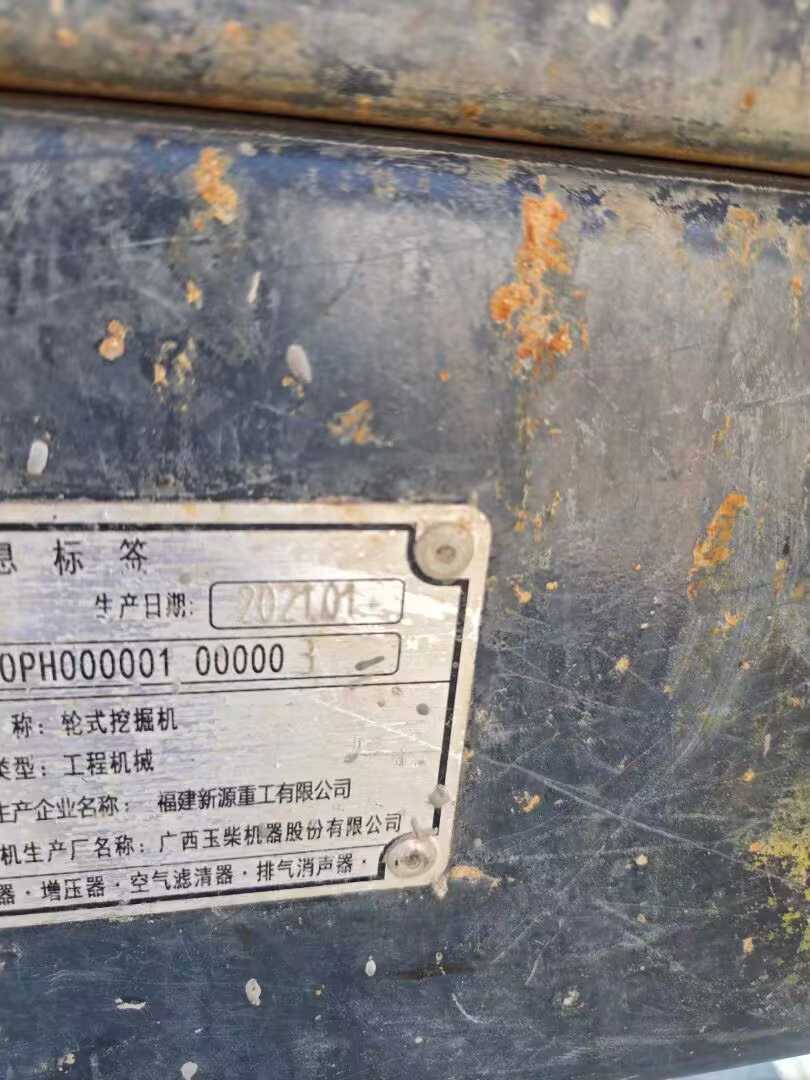 息标签
生产日期: 2021.01
0PH000001 00000 3
称: 轮式挖掘机
类型: 工程机械
生产企业名称: 福建新源重工有限公司
机生产厂名称: 广西玉柴机器股份有限公司
器·增压器·空气滤清器·排气消声器·